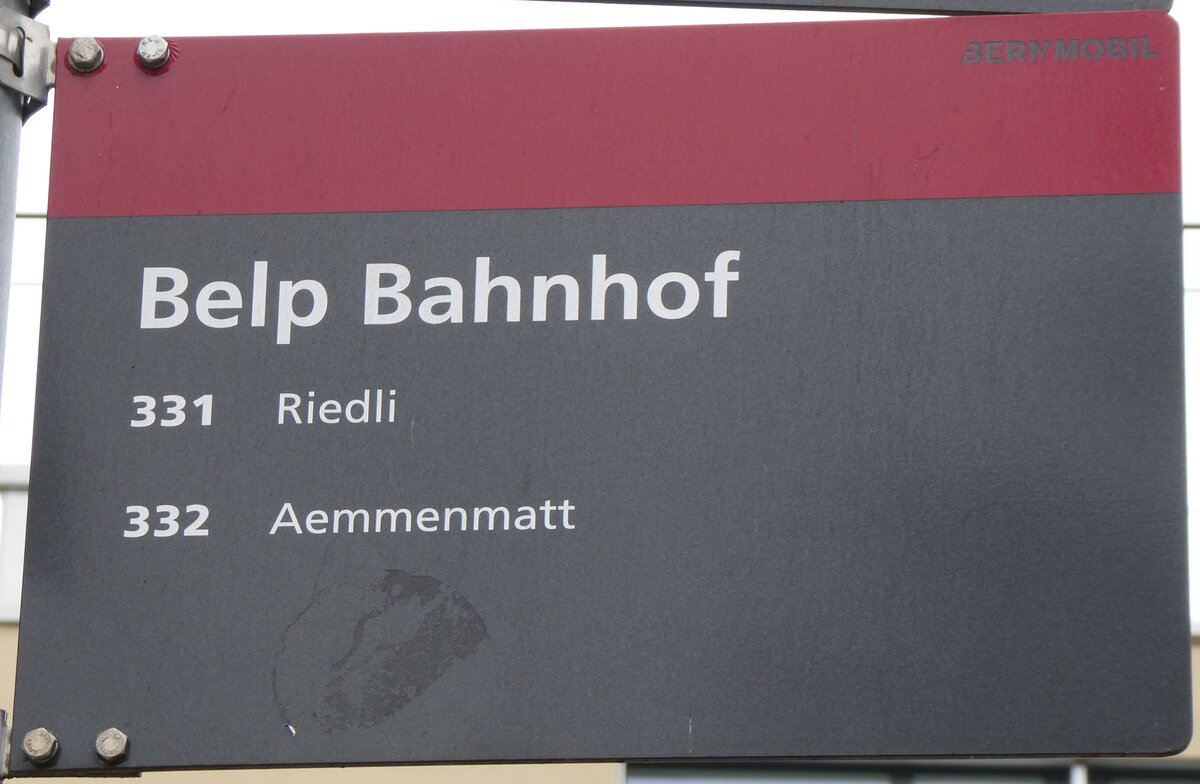 BERNMOBIL
Belp Bahnhof
331 Riedli
332 Aemmenmatt